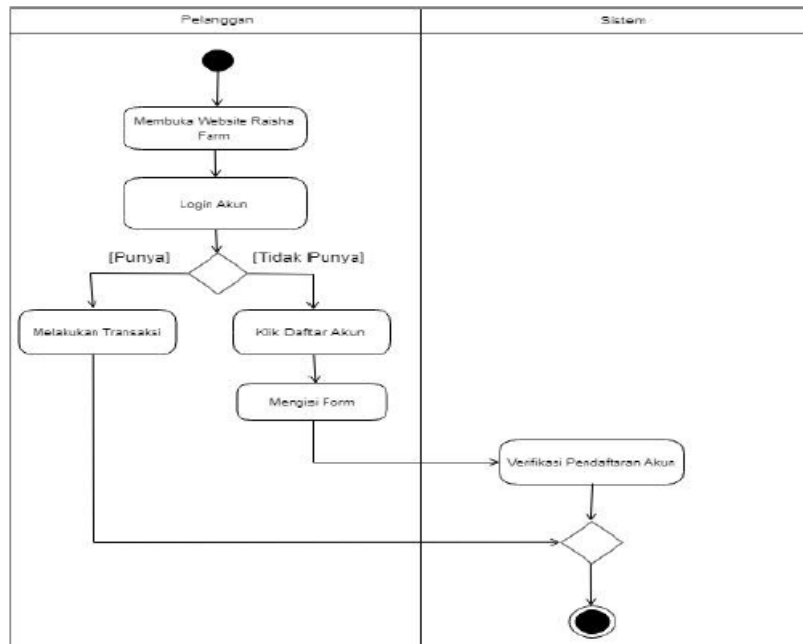 Pelanggan
Sistem
Membuka Website Raisha
Farm
Login Akun
[Punya]
[Tidak Punya]
Melakukan Transaksi
Klik Daftar Akun
Mengisi Form
Verifikasi Pendaftaran Akun